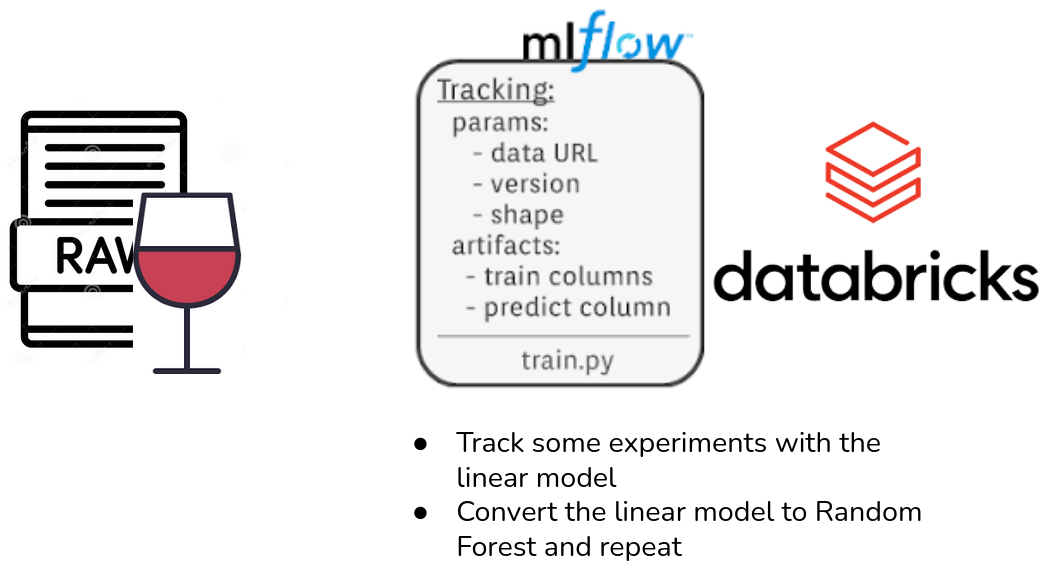 mlflow™
Tracking:
params:
- data URL
- version
- shape
artifacts:
- train columns
- predict column
train.py
RAW
databricks
● Track some experiments with the
linear model
● Convert the linear model to Random
Forest and repeat